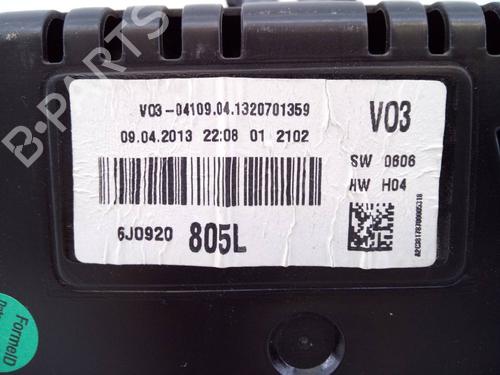 B-PARTS
V03-04109.04.1320701359
09.04.2013 22:08 01 2102
6J0920 805L
V03
SW 0606
HW H04
FormelD